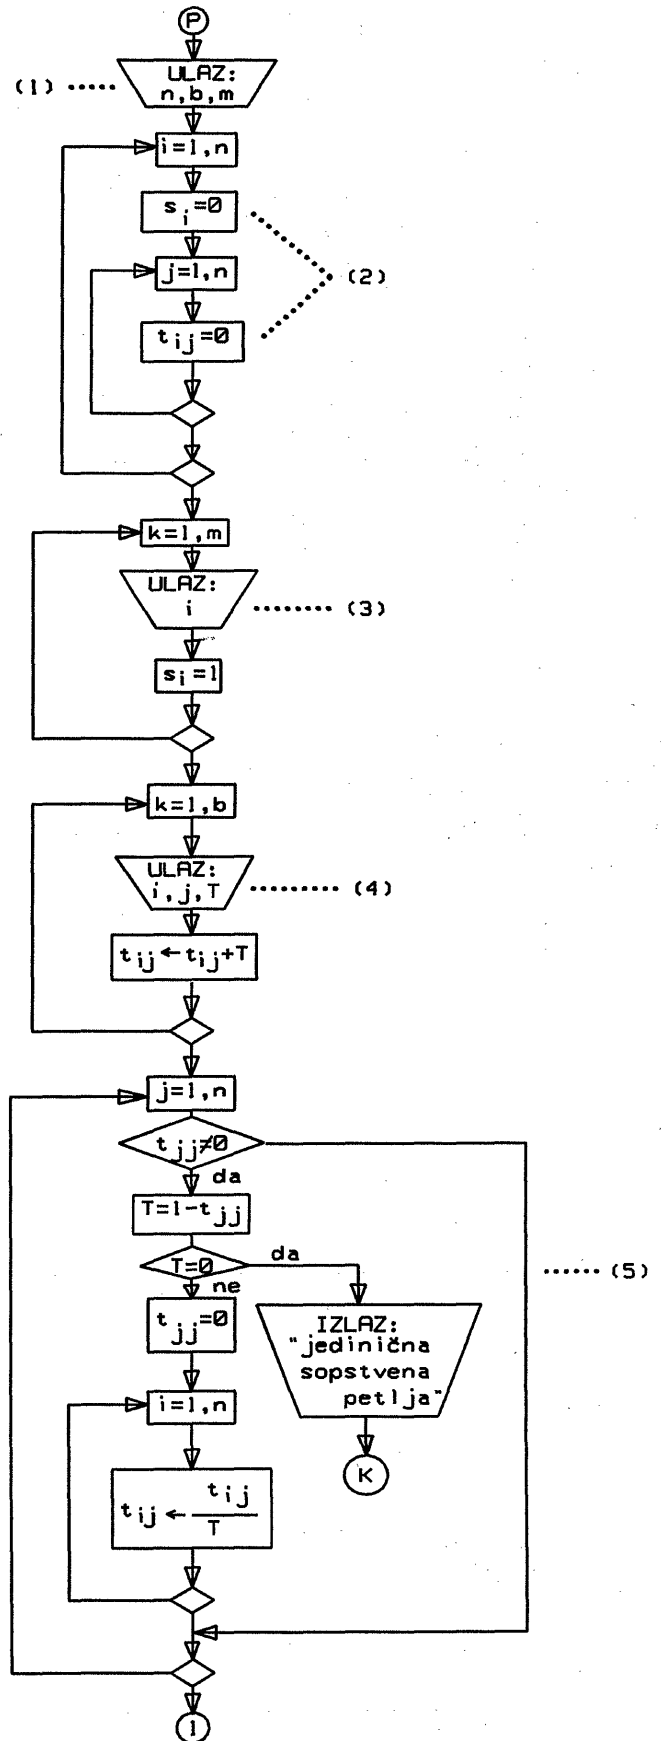 P
(1)
ULAZ:
n,b,m
i=1,n
s_i=0
j=1,n
(2)
t_ij=0
k=1,m
ULAZ:
i
(3)
s_i=1
k=1,b
ULAZ:
i,j,T
(4)
t_ij←t_ij+T
j=1,n
t_jj≠0
da
T=1-t_jj
T=0
da
ne
(5)
t_jj=0
IZLAZ:
"jedinična
sopstvena
petlja"
i=1,n
K
t_ij ← t_ij/T
1